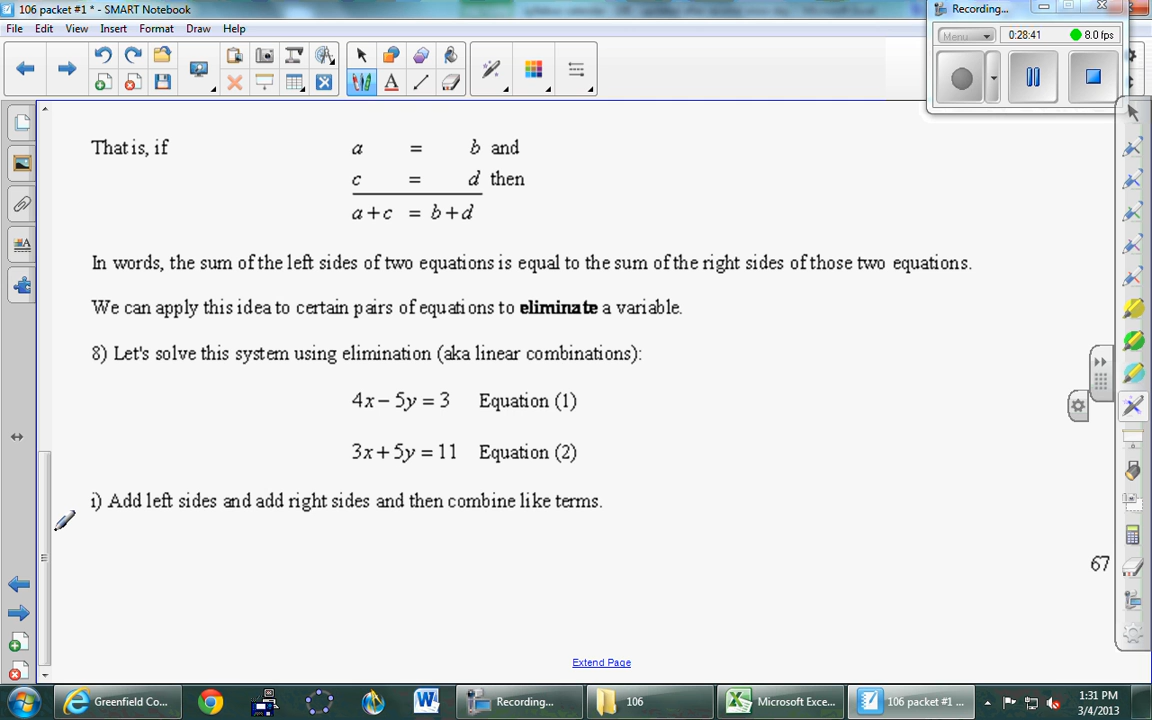 106 packet #1 * - SMART Notebook
Recording...
File Edit View Insert Format Draw Help
Menu
0:28:41
8.0 fps
That is, if a = b and
c = d then
a+c = b+d
In words, the sum of the left sides of two equations is equal to the sum of the right sides of those two equations.
We can apply this idea to certain pairs of equations to eliminate a variable.
8) Let's solve this system using elimination (aka linear combinations):
4x − 5y = 3 Equation (1)
3x + 5y = 11 Equation (2)
i) Add left sides and add right sides and then combine like terms.
67
Extend Page
Greenfield Co...
Recording...
106
Microsoft Exce...
106 packet #1 ...
1:31 PM
3/4/2013